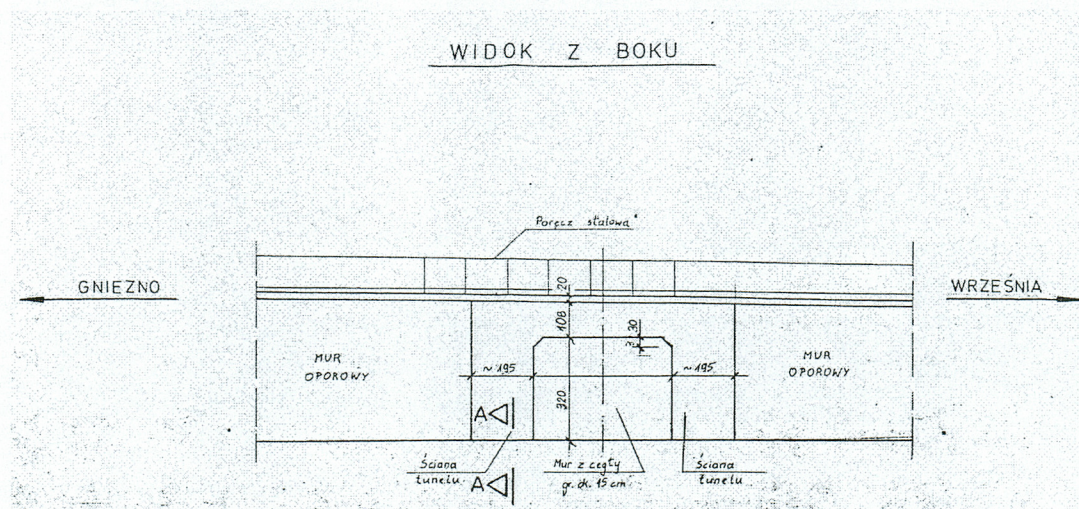 WIDOK Z BOKU
Poręcz stalowa
GNIEZNO
WRZEŚNIA
20
108
30
MUR
OPOROWY
~195
~195
MUR
OPOROWY
320
A
Ściana
tunelu
Mur z cegły
gr. ok. 15 cm
Ściana
tunelu
A